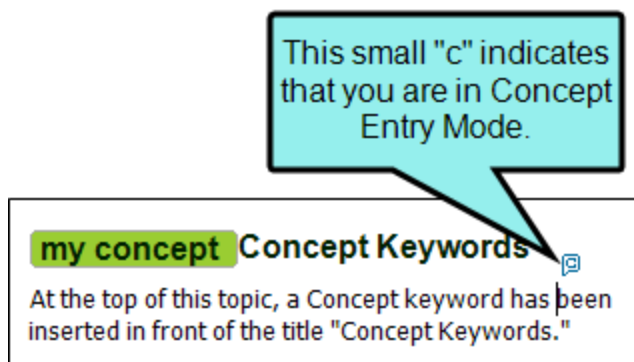 This small "c" indicates
that you are in Concept
Entry Mode.
my concept Concept Keywords
C
At the top of this topic, a Concept keyword has been
inserted in front of the title "Concept Keywords."